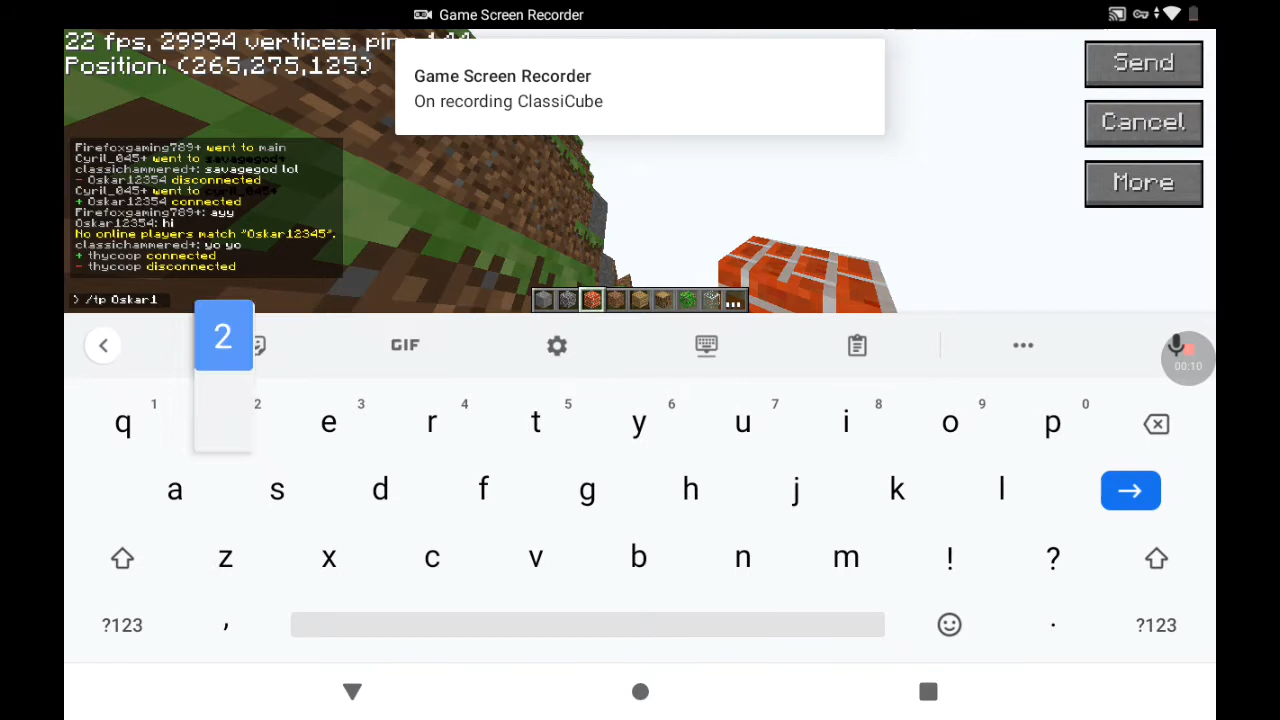 Game Screen Recorder
22 fps, 29994 vertices, pin
Position: (265,275,125)
Game Screen Recorder
On recording ClassiCube
Send
Cancel
More
Firefoxgaming789+ went to main
Cyril_045+ went to savagegod+
classichammered+: savagegod lol
- Oskar12354 disconnected
Cyril_045+ went to cyril_045+
+ Oskar12354 connected
Firefoxgaming789+: ayy
Oskar12354: hi
No online players match "Oskar12345".
classichammered+: yo yo
+ thycoop connected
- thycoop disconnected
> /tp Oskar1
...
2
GIF
00:10
1 2 3 4 5 6 7 8 9 0
q e r t y u i o p
a s d f g h j k l
z x c v b n m ! ?
?123 , . ?123